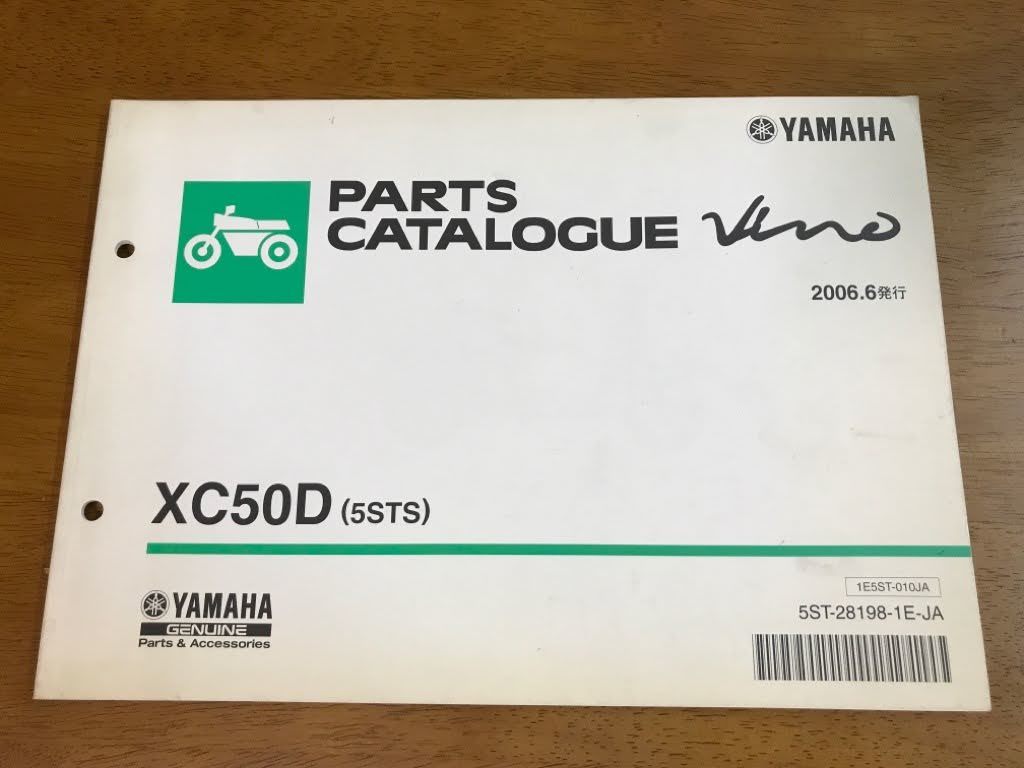 YAMAHA
PARTS
CATALOGUE Vino
2006.6発行
XC50D (5STS)
1E5ST-010JA
5ST-28198-1E-JA
YAMAHA
GENUINE
Parts & Accessories